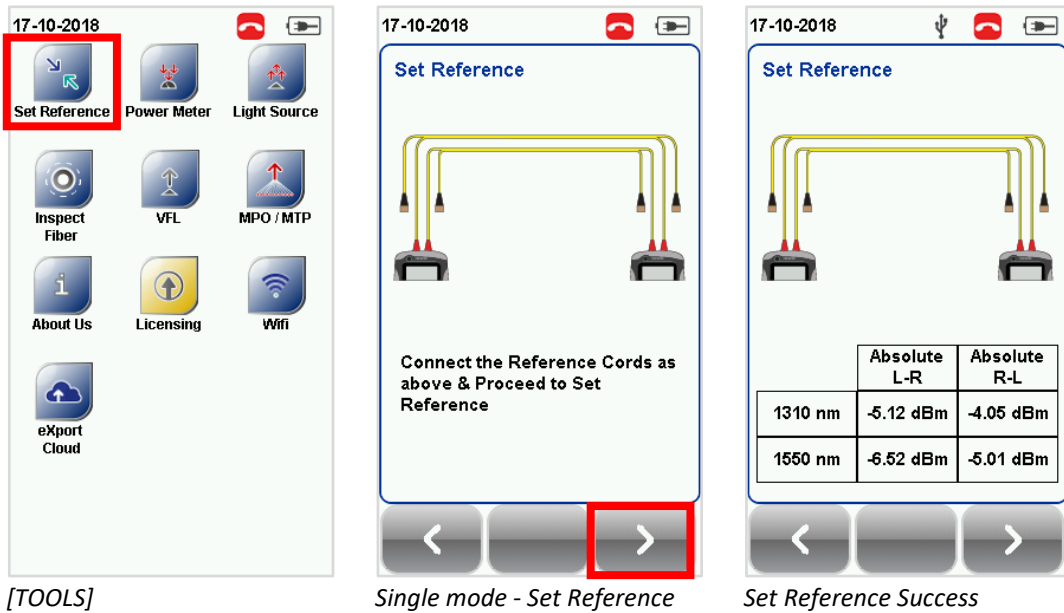 17-10-2018
Set Reference
Power Meter
Light Source
Inspect
Fiber
VFL
MPO / MTP
About Us
Licensing
Wifi
eXport
Cloud
[TOOLS]
17-10-2018
Set Reference
Connect the Reference Cords as
above & Proceed to Set
Reference
Single mode - Set Reference
17-10-2018
Set Reference
Absolute
L-R
Absolute
R-L
1310 nm
-5.12 dBm
-4.05 dBm
1550 nm
-6.52 dBm
-5.01 dBm
Set Reference Success